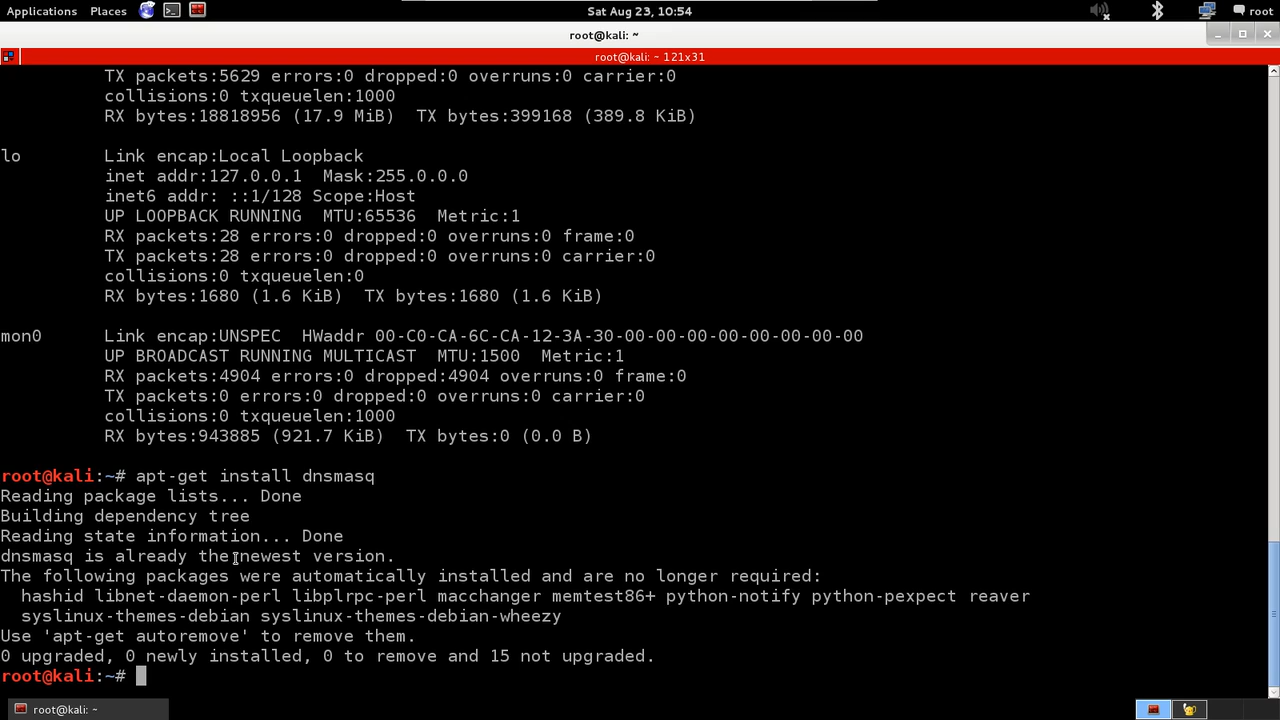 Applications Places Sat Aug 23, 10:54 root
root@kali: ~
root@kali: ~ 121x31
TX packets:5629 errors:0 dropped:0 overruns:0 carrier:0
collisions:0 txqueuelen:1000
RX bytes:18818956 (17.9 MiB)  TX bytes:399168 (389.8 KiB)
lo        Link encap:Local Loopback
inet addr:127.0.0.1  Mask:255.0.0.0
inet6 addr: ::1/128 Scope:Host
UP LOOPBACK RUNNING  MTU:65536  Metric:1
RX packets:28 errors:0 dropped:0 overruns:0 frame:0
TX packets:28 errors:0 dropped:0 overruns:0 carrier:0
collisions:0 txqueuelen:0
RX bytes:1680 (1.6 KiB)  TX bytes:1680 (1.6 KiB)
mon0      Link encap:UNSPEC  HWaddr 00-C0-CA-6C-CA-12-3A-30-00-00-00-00-00-00-00-00
UP BROADCAST RUNNING MULTICAST  MTU:1500  Metric:1
RX packets:4904 errors:0 dropped:4904 overruns:0 frame:0
TX packets:0 errors:0 dropped:0 overruns:0 carrier:0
collisions:0 txqueuelen:1000
RX bytes:943885 (921.7 KiB)  TX bytes:0 (0.0 B)
root@kali:~# apt-get install dnsmasq
Reading package lists... Done
Building dependency tree
Reading state information... Done
dnsmasq is already the newest version.
The following packages were automatically installed and are no longer required:
hashid libnet-daemon-perl libplrpc-perl macchanger memtest86+ python-notify python-pexpect reaver
syslinux-themes-debian syslinux-themes-debian-wheezy
Use 'apt-get autoremove' to remove them.
0 upgraded, 0 newly installed, 0 to remove and 15 not upgraded.
root@kali:~#
root@kali: ~